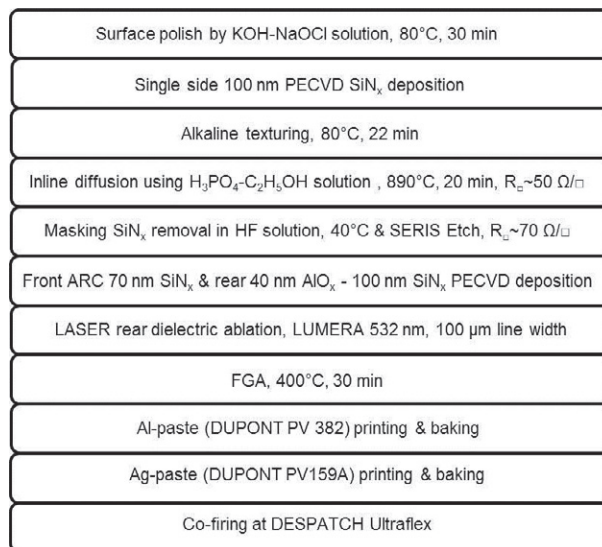 Surface polish by KOH-NaOCl solution, 80°C, 30 min
Single side 100 nm PECVD SiNₓ deposition
Alkaline texturing, 80°C, 22 min
Inline diffusion using H₃PO₄-C₂H₅OH solution , 890°C, 20 min, R□~50 Ω/□
Masking SiNₓ removal in HF solution, 40°C & SERIS Etch, R□~70 Ω/□
Front ARC 70 nm SiNₓ & rear 40 nm AlOₓ - 100 nm SiNₓ PECVD deposition
LASER rear dielectric ablation, LUMERA 532 nm, 100 μm line width
FGA, 400°C, 30 min
Al-paste (DUPONT PV 382) printing & baking
Ag-paste (DUPONT PV159A) printing & baking
Co-firing at DESPATCH Ultraflex